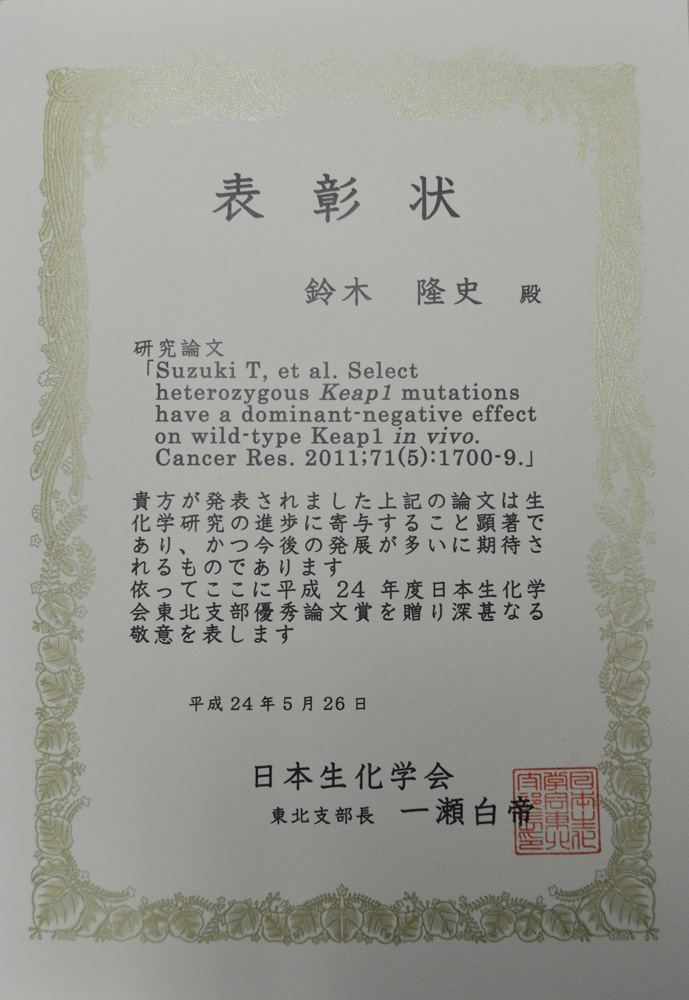 表彰状
鈴木 隆史 殿
研究論文
「Suzuki T, et al. Select
heterozygous Keap1 mutations
have a dominant-negative effect
on wild-type Keap1 in vivo.
Cancer Res. 2011;71(5):1700-9.」
貴方が発表されました上記の論文は生
化学研究の進歩に寄与すること顕著で
あり、かつ今後の発展が多いに期待さ
れるものであります
依ってここに平成 24 年度日本生化学
会東北支部優秀論文賞を贈り深甚なる
敬意を表します
平成24年5月26日
日本生化学会
東北支部長 一瀬白帝